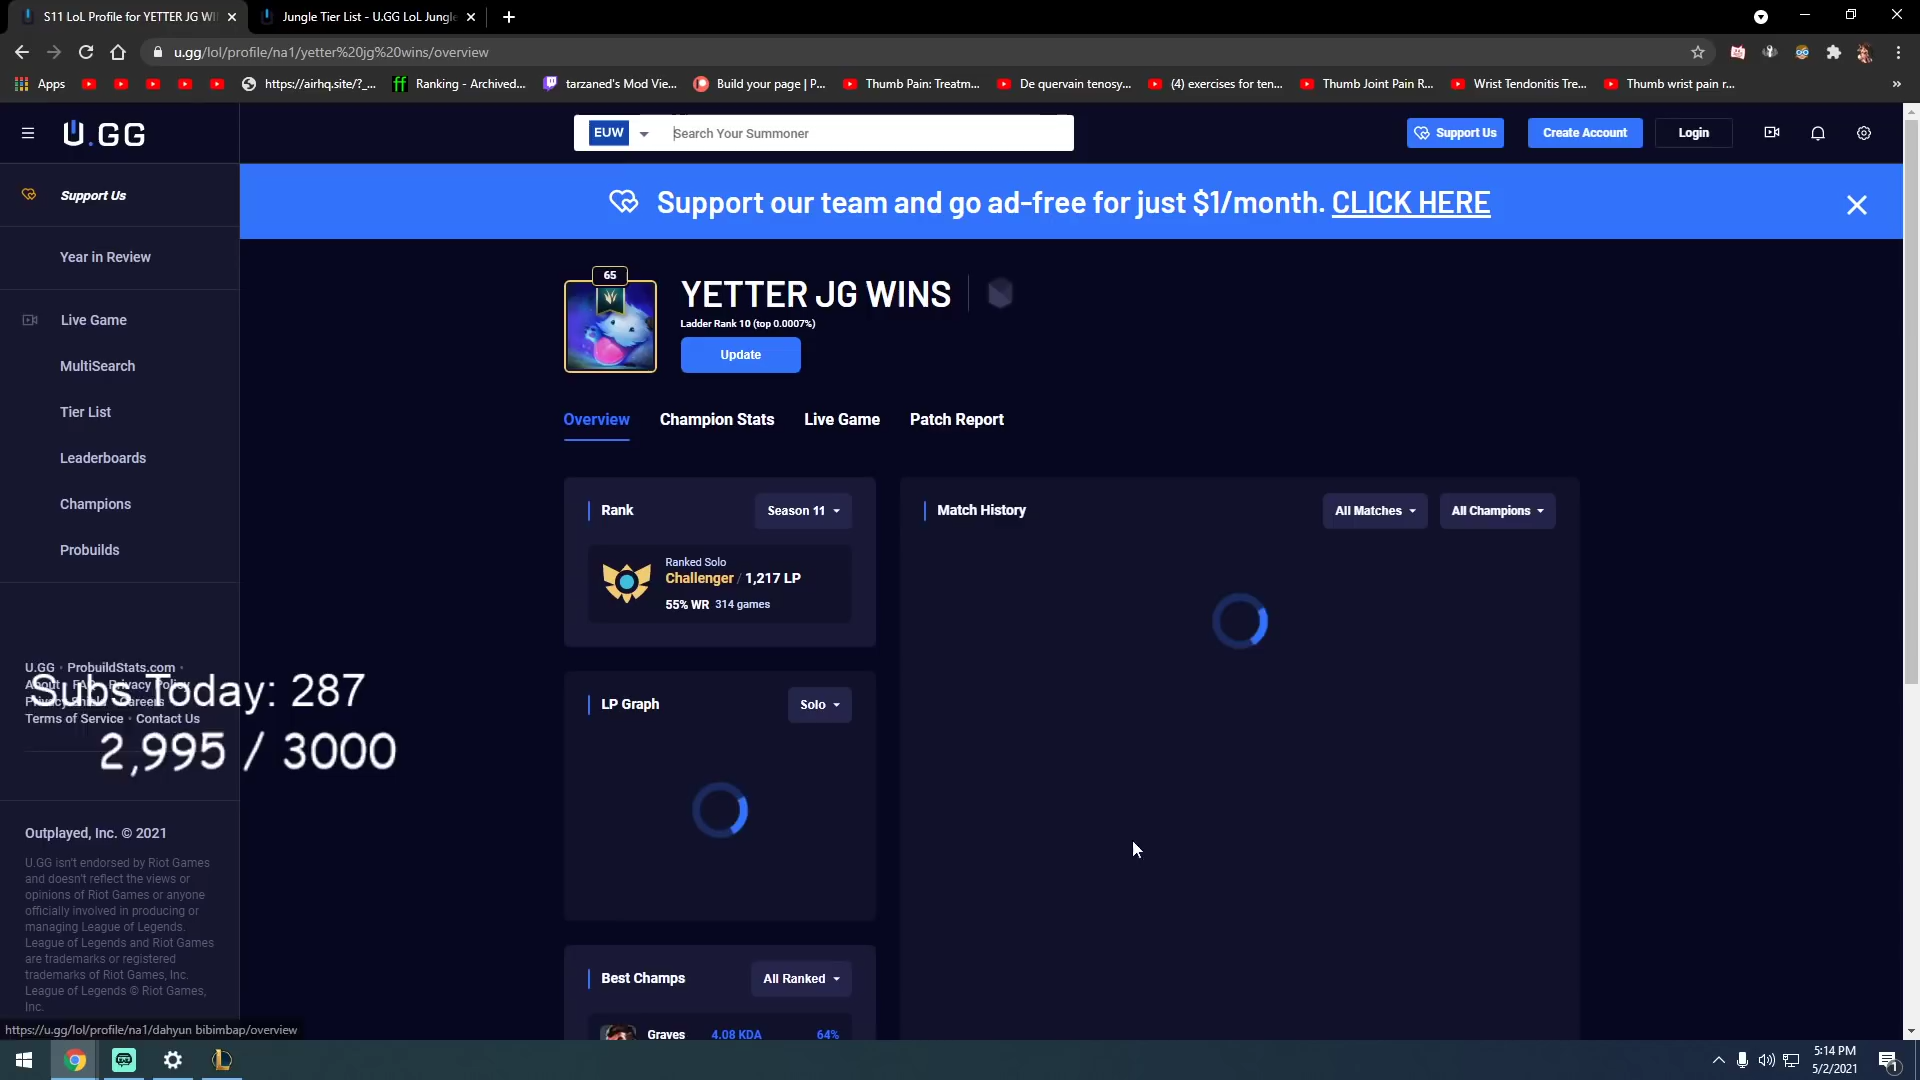 S11 LoL Profile for YETTER JG WI
Jungle Tier List - U.GG LoL Jungle
u.gg/lol/profile/na1/yetter%20jg%20wins/overview
Apps
https://airhq.site/?_...
Ranking - Archived...
tarzaned's Mod Vie...
Build your page | P...
Thumb Pain: Treatm...
De quervain tenosy...
(4) exercises for ten...
Thumb Joint Pain R...
Wrist Tendonitis Tre...
Thumb wrist pain r...
U.GG
EUW
Search Your Summoner
Support Us
Create Account
Login
Support Us
Support our team and go ad-free for just $1/month. CLICK HERE
Year in Review
Live Game
MultiSearch
Tier List
Leaderboards
Champions
Probuilds
65
YETTER JG WINS
Ladder Rank 10 (top 0.0007%)
Update
Overview
Champion Stats
Live Game
Patch Report
Rank
Season 11
Ranked Solo
Challenger / 1,217 LP
55% WR 314 games
Match History
All Matches
All Champions
LP Graph
Solo
Best Champs
All Ranked
Graves
4.08 KDA
64%
U.GG · ProbuildStats.com ·
About · FAQ · Privacy Policy
Privacy Shield · Careers
Terms of Service · Contact Us
Subs Today: 287
2,995 / 3000
Outplayed, Inc. © 2021
U.GG isn't endorsed by Riot Games
and doesn't reflect the views or
opinions of Riot Games or anyone
officially involved in producing or
managing League of Legends.
League of Legends and Riot Games
are trademarks or registered
trademarks of Riot Games, Inc.
League of Legends © Riot Games,
Inc.
https://u.gg/lol/profile/na1/dahyun bibimbap/overview
5:14 PM
5/2/2021
1